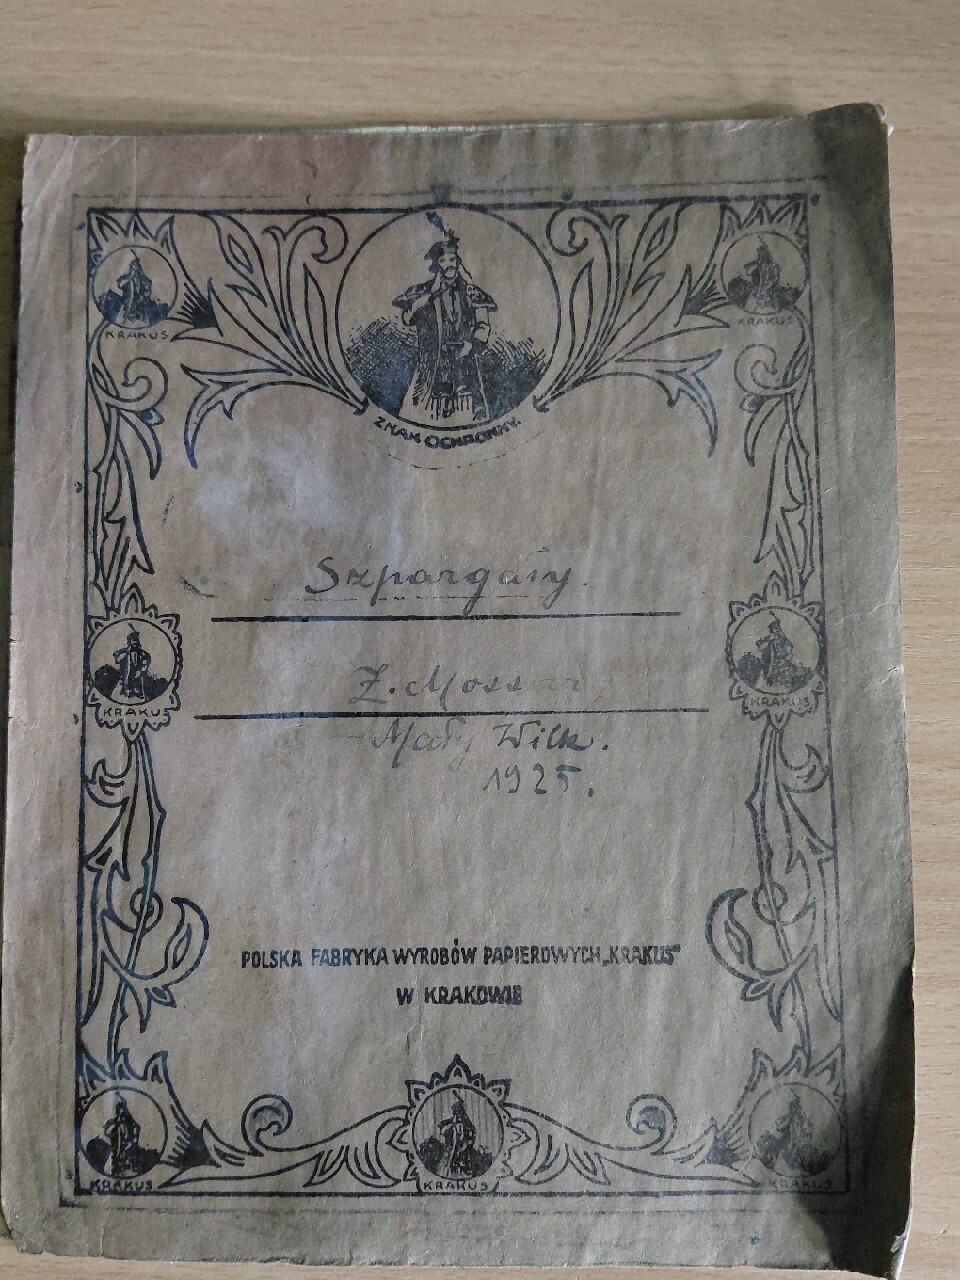 KRAKUS
KRAKUS
ZNAK OCHRONNY.
Szpargały.
Z. Mosser
Mały Wilk.
1925.
KRAKUS
KRAKUS
POLSKA FABRYKA WYROBÓW PAPIEROWYCH „KRAKUS"
W KRAKOWIE
KRAKUS
KRAKUS
KRAKUS